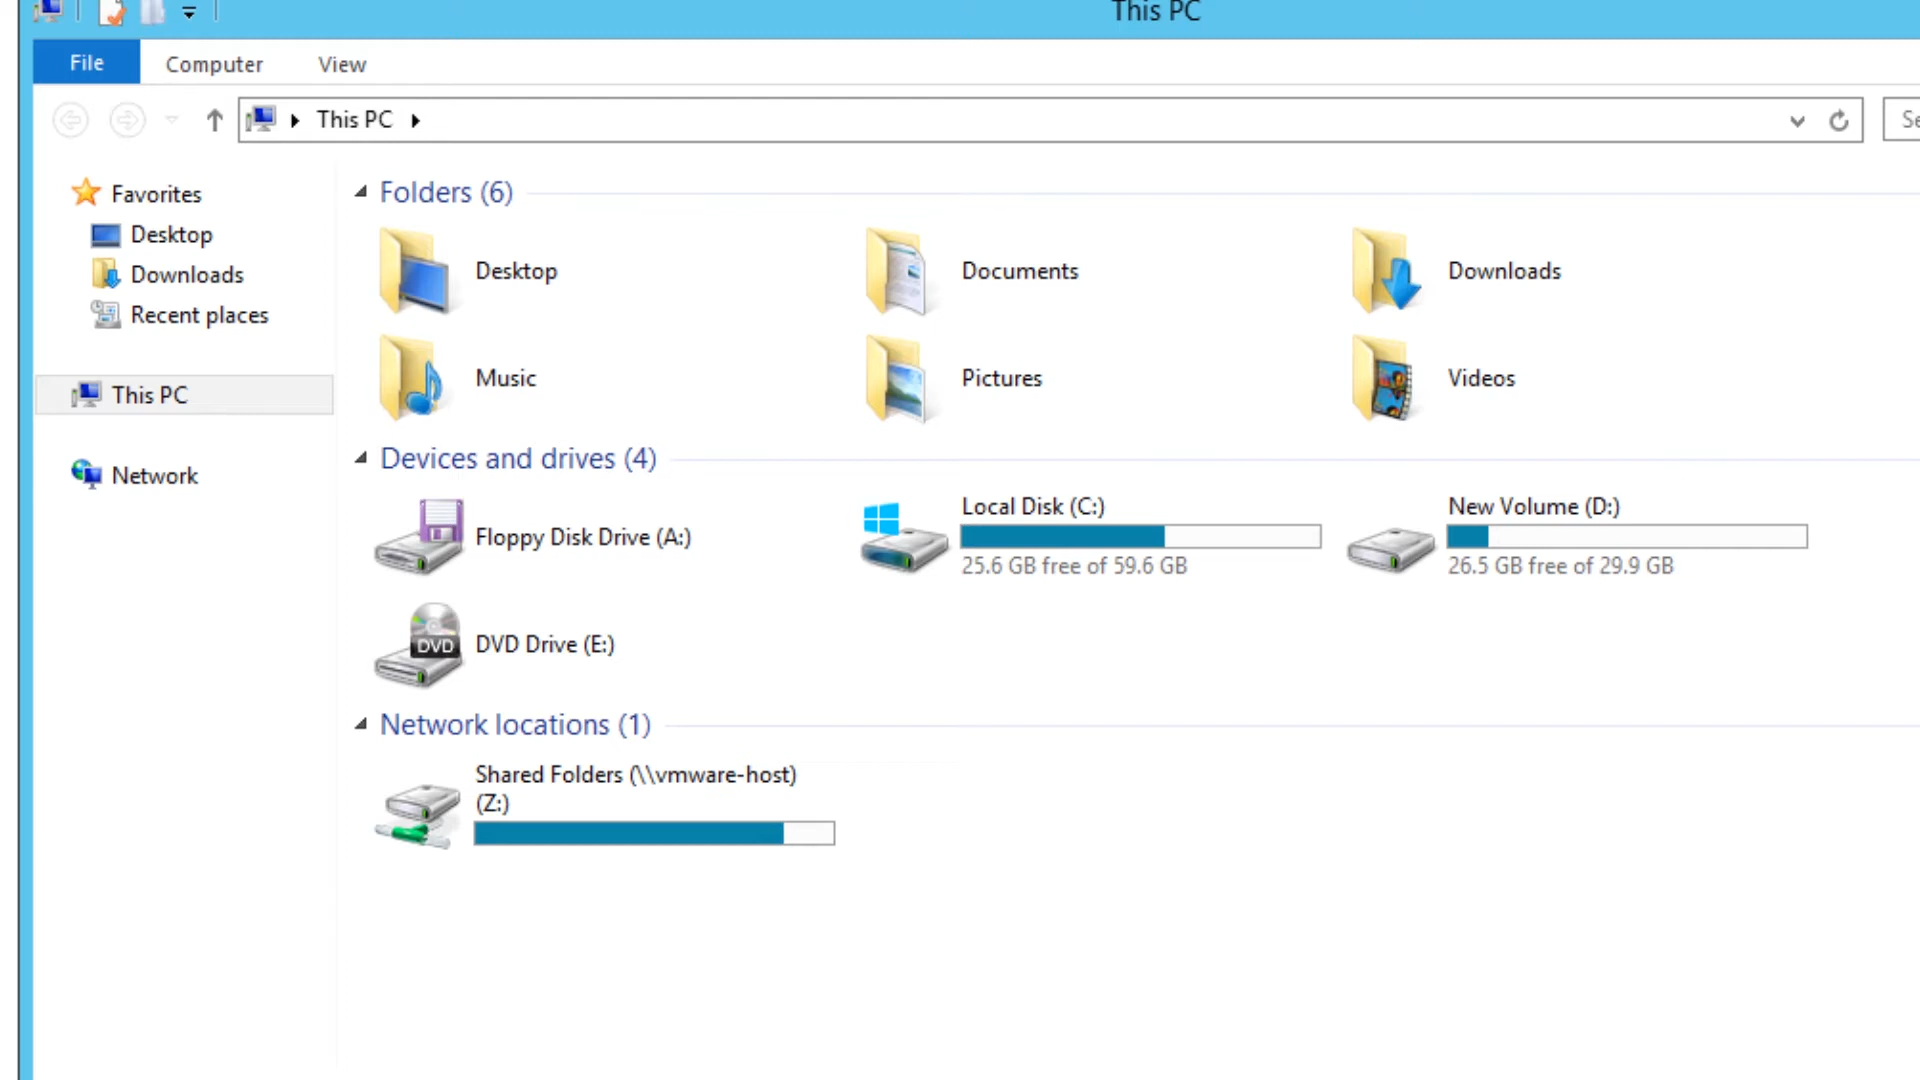 This PC
File Computer View
This PC
Se
Favorites
Desktop
Downloads
Recent places
This PC
Network
Folders (6)
Desktop
Documents
Downloads
Music
Pictures
Videos
Devices and drives (4)
Floppy Disk Drive (A:)
Local Disk (C:)
25.6 GB free of 59.6 GB
New Volume (D:)
26.5 GB free of 29.9 GB
DVD
DVD Drive (E:)
Network locations (1)
Shared Folders (\\vmware-host)
(Z:)